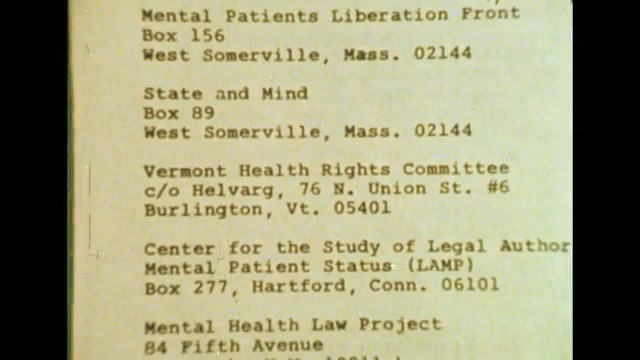 Mental Patients Liberation Front
Box 156
West Somerville, Mass. 02144
State and Mind
Box 89
West Somerville, Mass. 02144
Vermont Health Rights Committee
c/o Helvarg, 76 N. Union St. #6
Burlington, Vt. 05401
Center for the Study of Legal Author
Mental Patient Status (LAMP)
Box 277, Hartford, Conn. 06101
Mental Health Law Project
84 Fifth Avenue